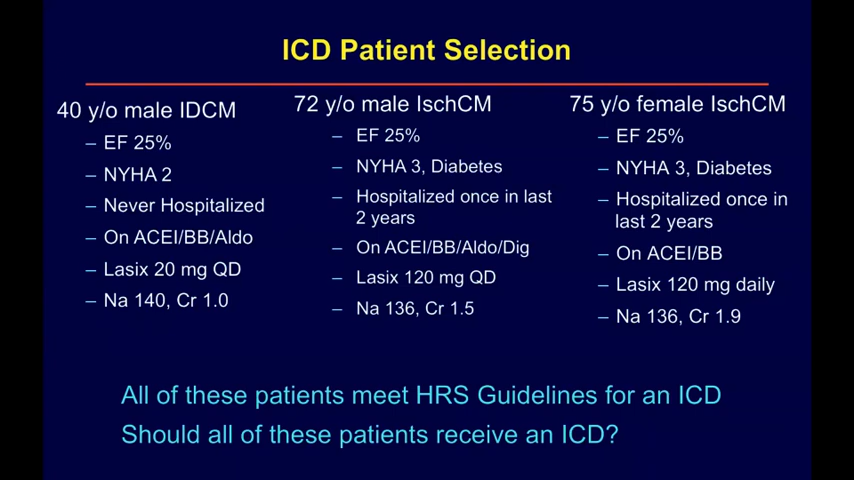 ICD Patient Selection
40 y/o male IDCM
– EF 25%
– NYHA 2
– Never Hospitalized
– On ACEI/BB/Aldo
– Lasix 20 mg QD
– Na 140, Cr 1.0
72 y/o male IschCM
– EF 25%
– NYHA 3, Diabetes
– Hospitalized once in last
2 years
– On ACEI/BB/Aldo/Dig
– Lasix 120 mg QD
– Na 136, Cr 1.5
75 y/o female IschCM
– EF 25%
– NYHA 3, Diabetes
– Hospitalized once in
last 2 years
– On ACEI/BB
– Lasix 120 mg daily
– Na 136, Cr 1.9
All of these patients meet HRS Guidelines for an ICD
Should all of these patients receive an ICD?